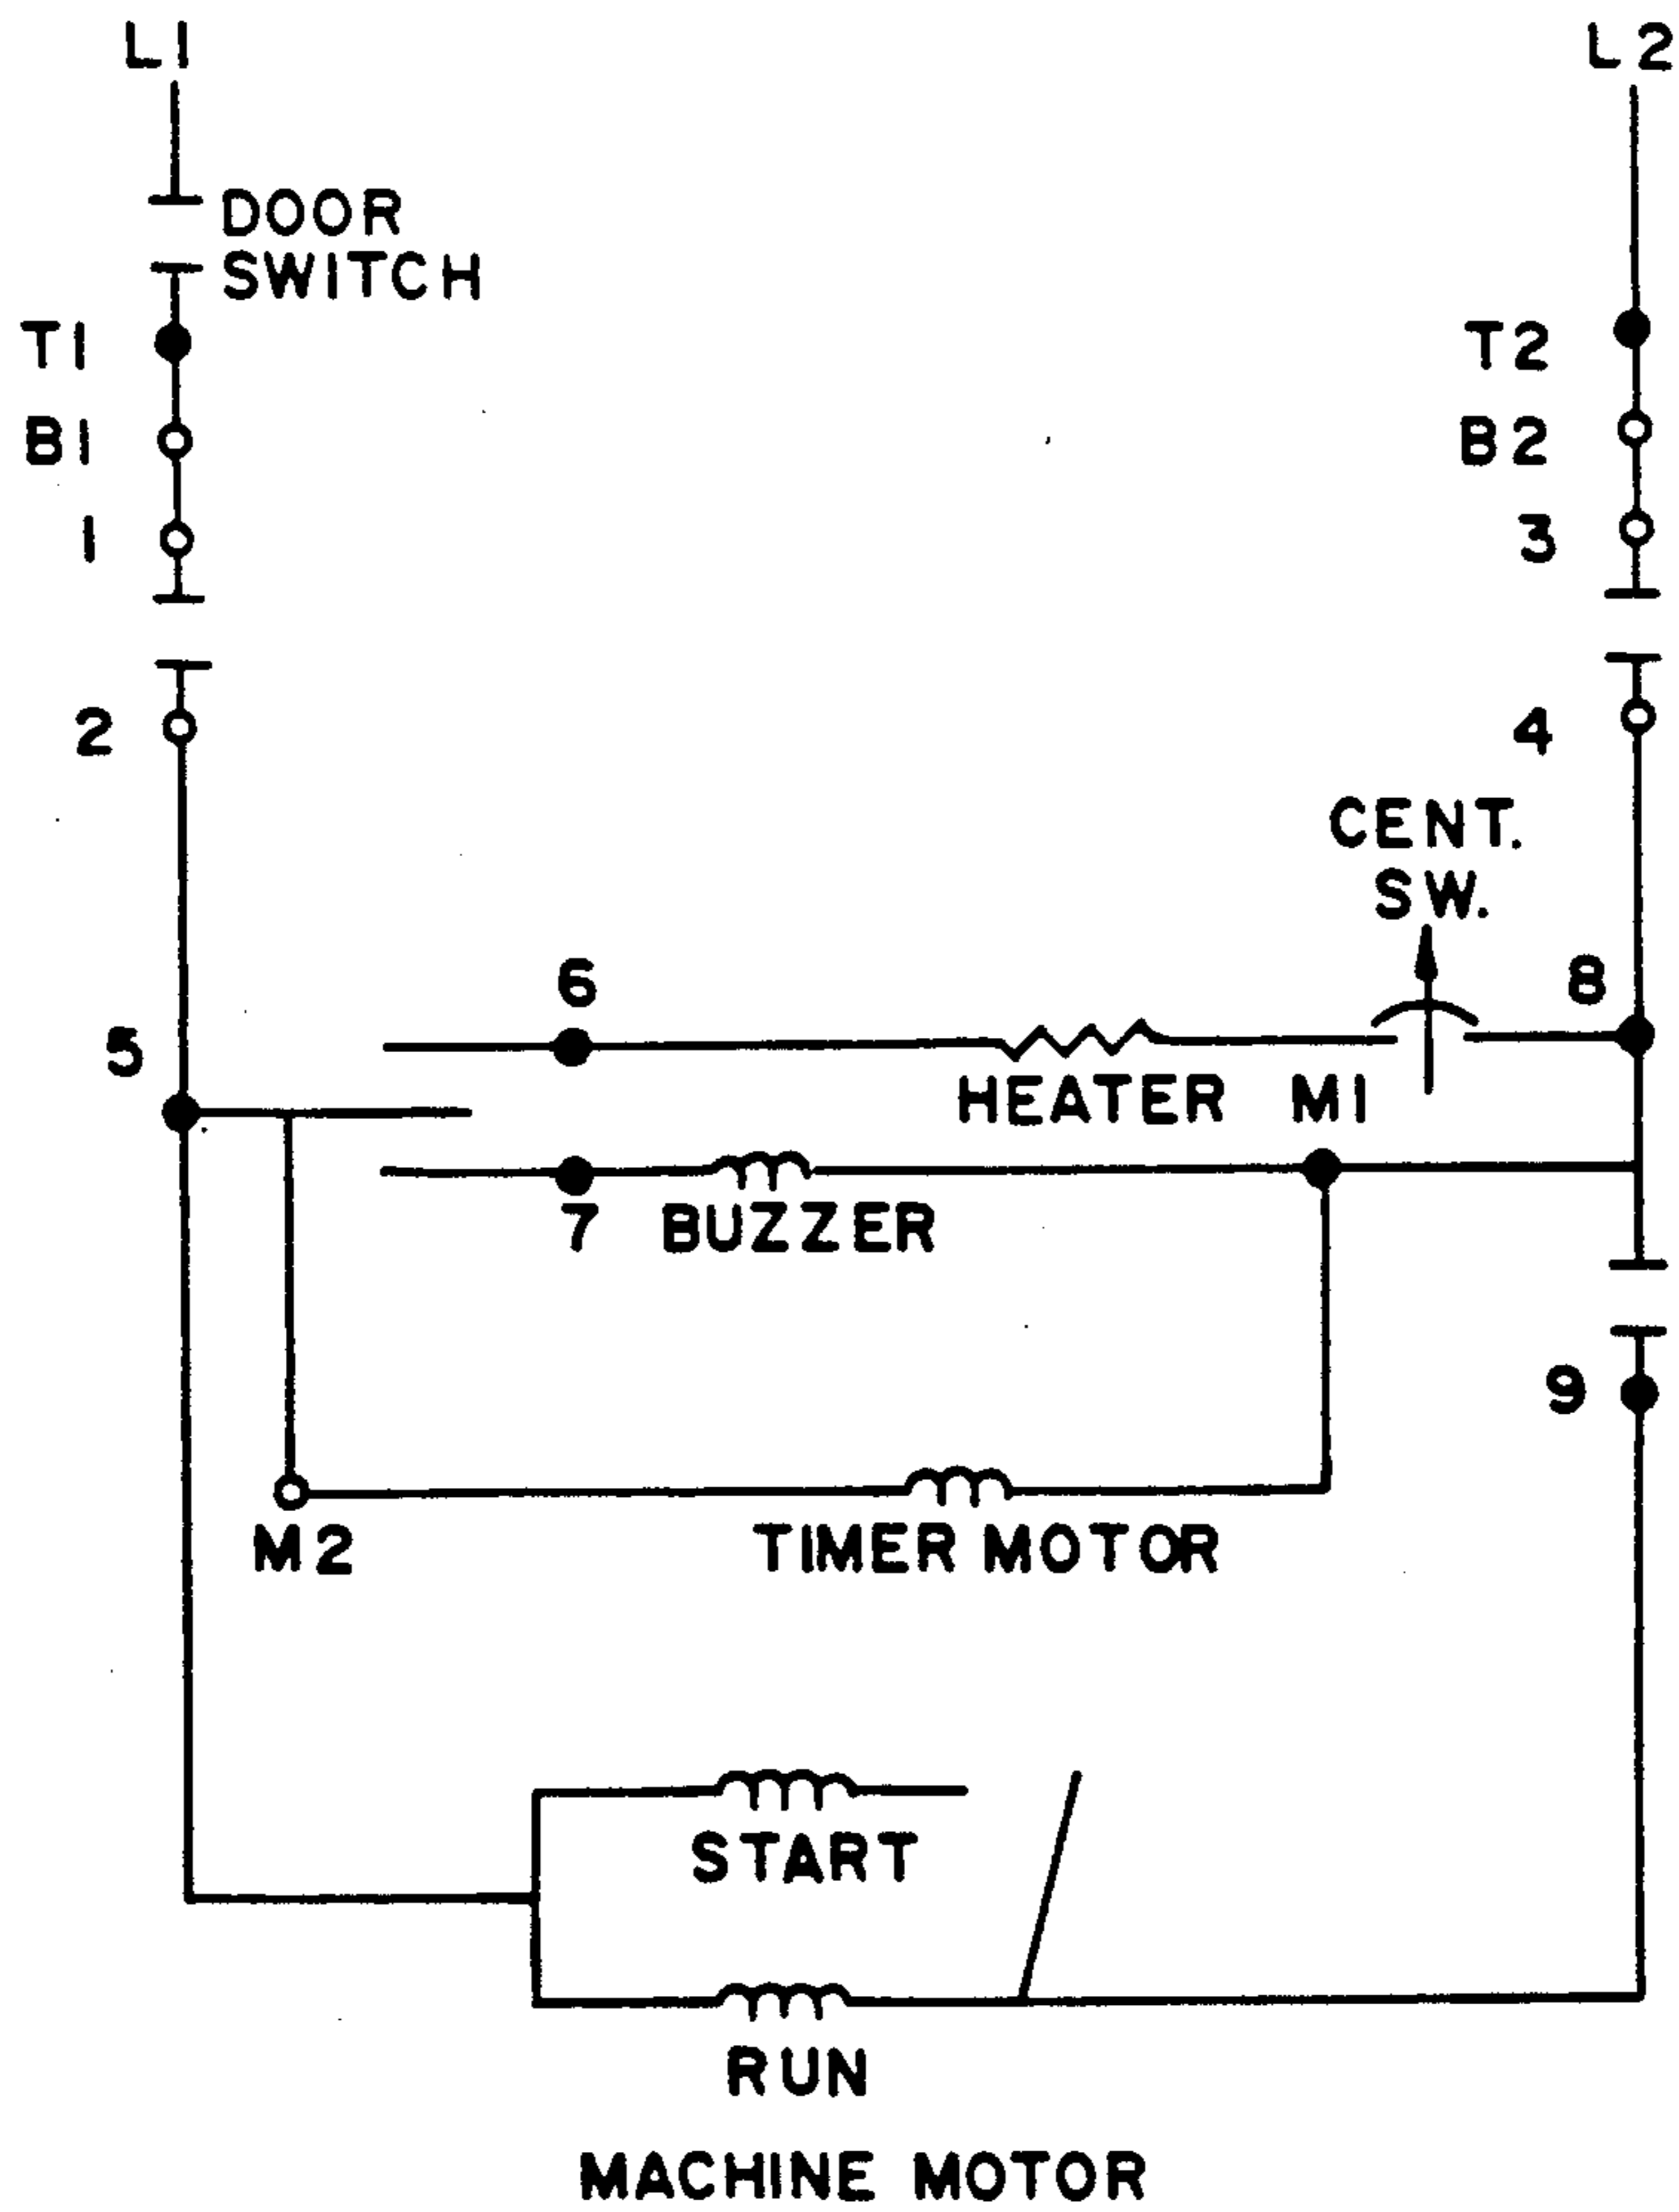 L1
L2
DOOR
SWITCH
T1
T2
B1
B2
1
3
2
4
CENT.
SW.
6
8
5
HEATER
M1
7
BUZZER
9
M2
TIMER MOTOR
START
RUN
MACHINE MOTOR